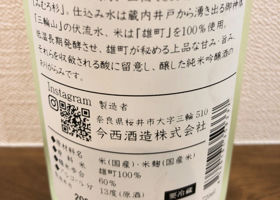 「みむろ杉」、仕込み水は蔵内井戸から湧き出る御神体
「三輪山」の伏流水、米は「雄町」を100%使用。
低温長期発酵させ、雄町が秘める上品な甘み・旨み、
それらを収斂される酸に留意し、醸した純米吟醸酒の
Instagram
製造者
奈良県桜井市大字三輪510
今西酒造株式会社
米(国産)・米麹(国産米)
雄町100%
60%
13度(原酒)
要冷蔵